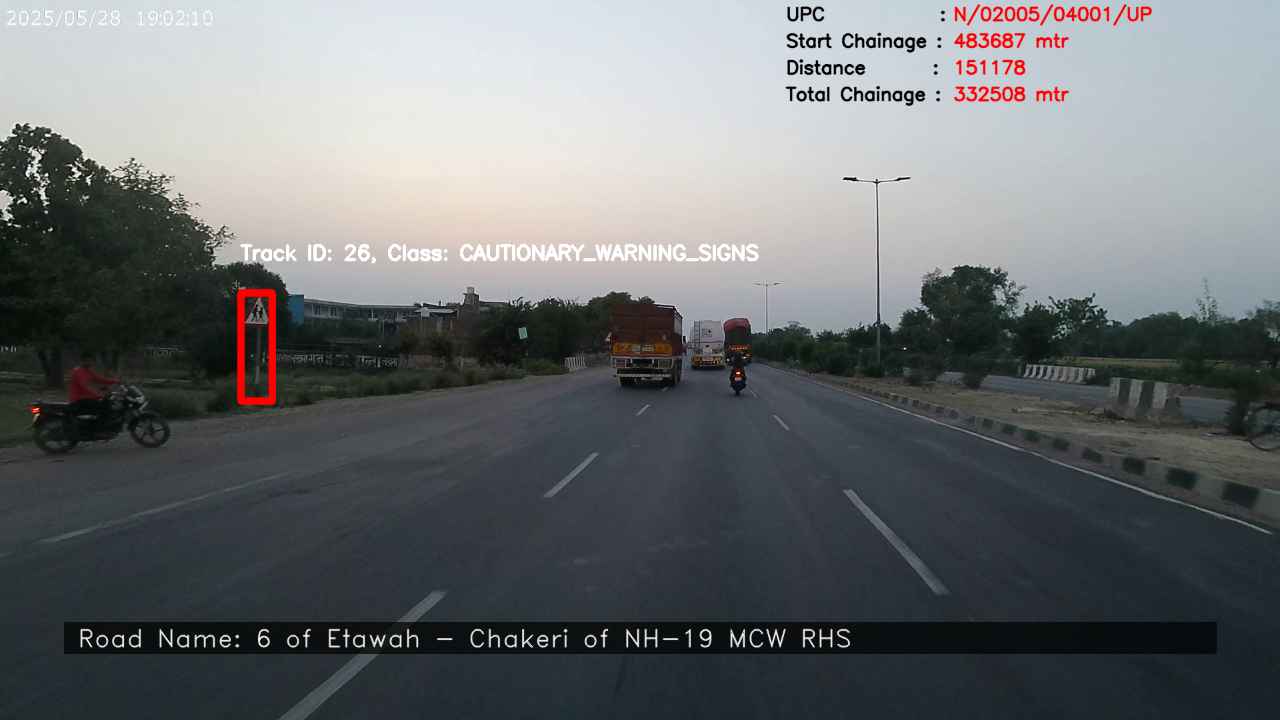 2025/05/28 19:02:10
UPC : N/02005/04001/UP
Start Chainage : 483687 mtr
Distance : 151178
Total Chainage : 332508 mtr
Track ID: 26, Class: CAUTIONARY_WARNING_SIGNS
Road Name: 6 of Etawah - Chakeri of NH-19 MCW RHS